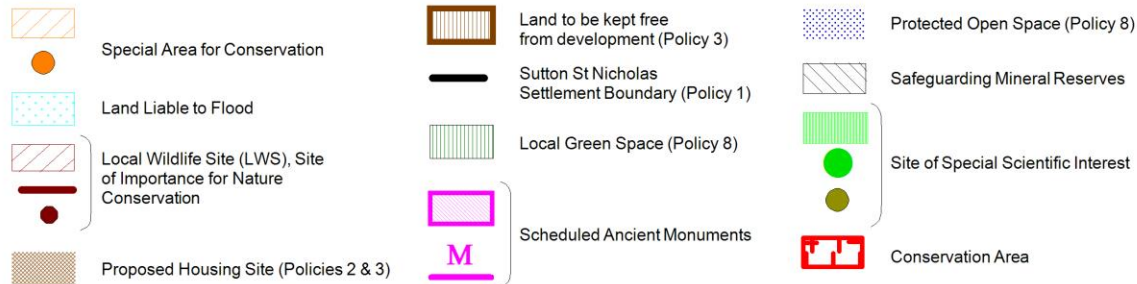 Special Area for Conservation
Land Liable to Flood
Local Wildlife Site (LWS), Site
of Importance for Nature
Conservation
Proposed Housing Site (Policies 2 & 3)
Land to be kept free
from development (Policy 3)
Sutton St Nicholas
Settlement Boundary (Policy 1)
Local Green Space (Policy 8)
M
Scheduled Ancient Monuments
Protected Open Space (Policy 8)
Safeguarding Mineral Reserves
Site of Special Scientific Interest
Conservation Area